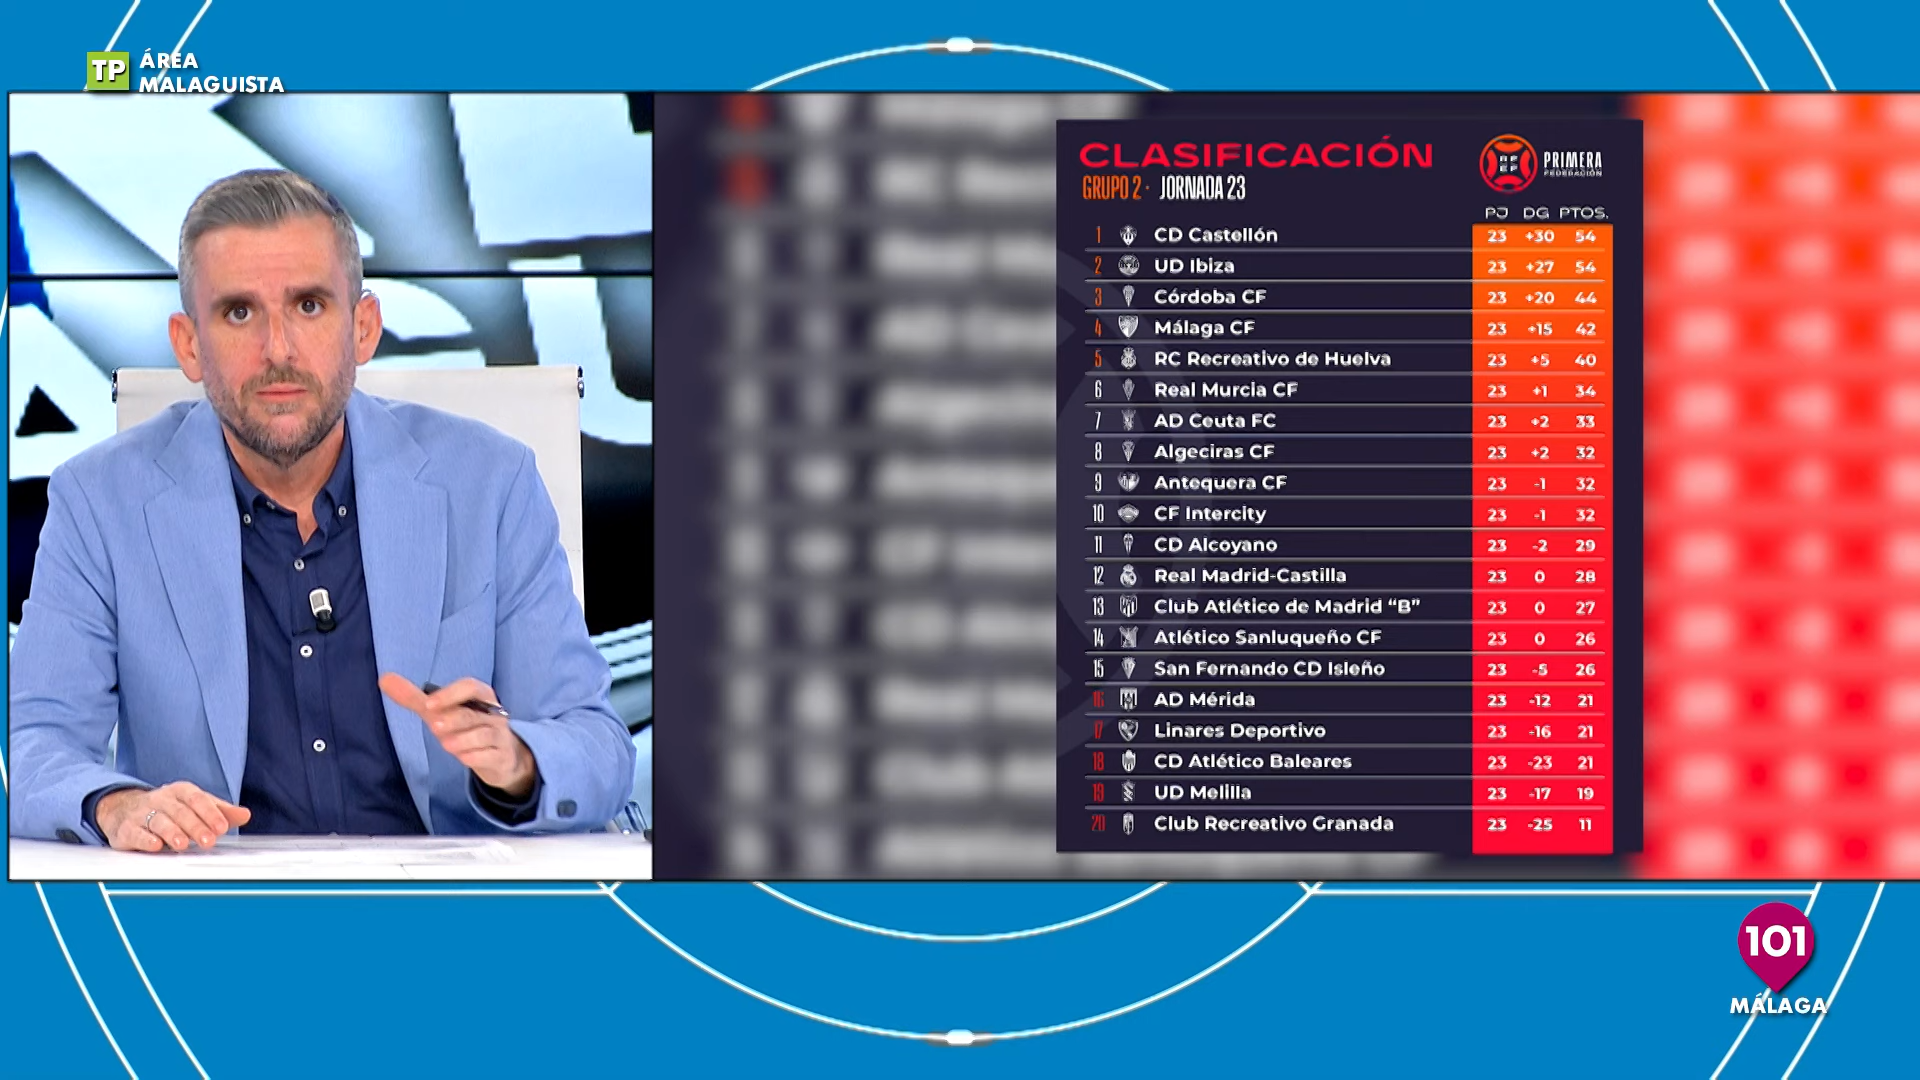 TP ÁREA
MALAGUISTA
CLASIFICACIÓN
GRUPO 2 · JORNADA 23
RF
EF
PRIMERA
FEDERACIÓN
PJ DG PTOS.
1 CD Castellón 23 +30 54
2 UD Ibiza 23 +27 54
3 Córdoba CF 23 +20 44
4 Málaga CF 23 +15 42
5 RC Recreativo de Huelva 23 +5 40
6 Real Murcia CF 23 +1 34
7 AD Ceuta FC 23 +2 33
8 Algeciras CF 23 +2 32
9 Antequera CF 23 -1 32
10 CF Intercity 23 -1 32
11 CD Alcoyano 23 -2 29
12 Real Madrid-Castilla 23 0 28
13 Club Atlético de Madrid “B” 23 0 27
14 Atlético Sanluqueño CF 23 0 26
15 San Fernando CD Isleño 23 -5 26
16 AD Mérida 23 -12 21
17 Linares Deportivo 23 -16 21
18 CD Atlético Baleares 23 -23 21
19 UD Melilla 23 -17 19
20 Club Recreativo Granada 23 -25 11
101
MÁLAGA